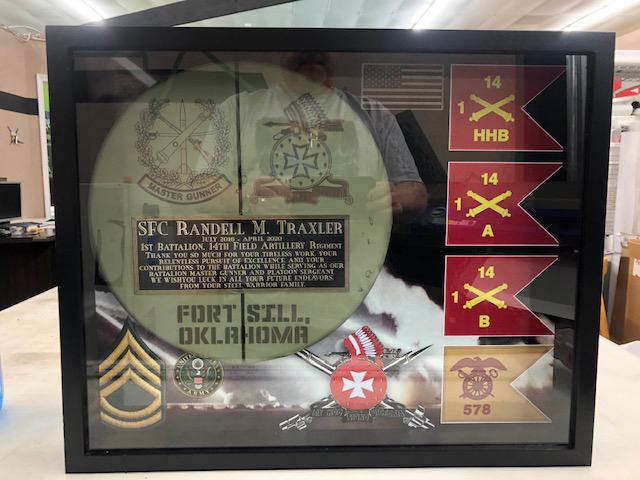 MASTER GUNNER
SFC RANDELL M. TRAXLER
JULY 2016 - APRIL 2020
1ST BATTALION, 14TH FIELD ARTILLERY REGIMENT
THANK YOU SO MUCH FOR YOUR TIRELESS WORK, YOUR
RELENTLESS PURSUIT OF EXCELLENCE, AND YOUR
CONTRIBUTIONS TO THE BATTALION WHILE SERVING AS OUR
BATTALION MASTER GUNNER AND PLATOON SERGEANT.
WE WISH YOU LUCK IN ALL YOUR FUTURE ENDEAVORS.
FROM YOUR STEEL WARRIOR FAMILY.
FORT SILL,
OKLAHOMA
ARMY
14
1
HHB
14
1
A
14
1
B
578